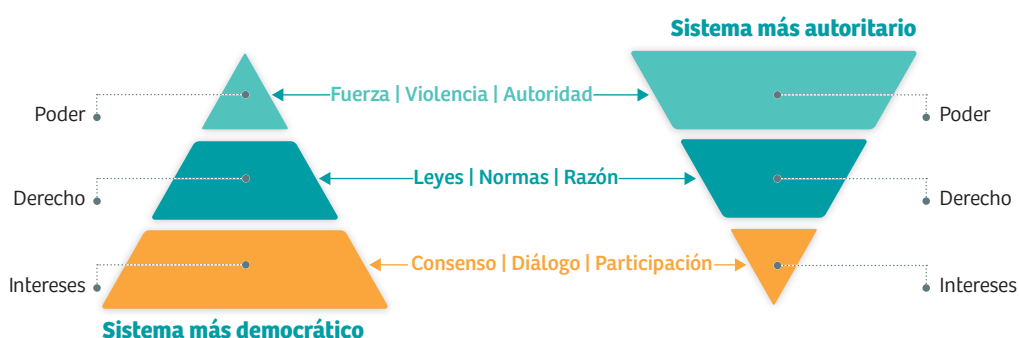 Sistema más autoritario
Poder
Fuerza | Violencia | Autoridad
Poder
Derecho
Leyes | Normas | Razón
Derecho
Intereses
Consenso | Diálogo | Participación
Intereses
Sistema más democrático